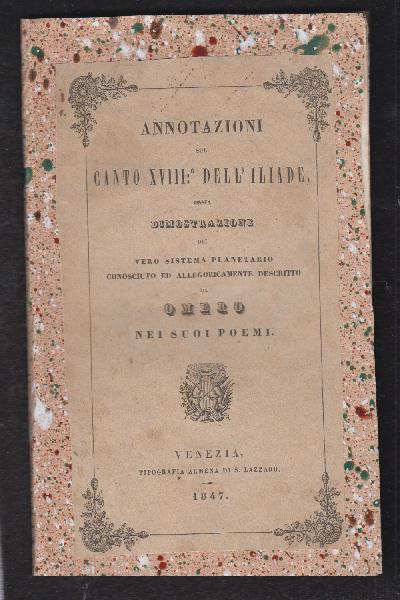 ANNOTAZIONI
SUL
CANTO XVIII.º DELL'ILIADE,
OSSIA
DIMOSTRAZIONE
DEL
VERO SISTEMA PLANETARIO
CONOSCIUTO ED ALLEGORICAMENTE DESCRITTO
DA
OMERO
NEI SUOI POEMI.
VENEZIA,
TIPOGRAFIA ARMENA DI S. LAZZARO.
1847.